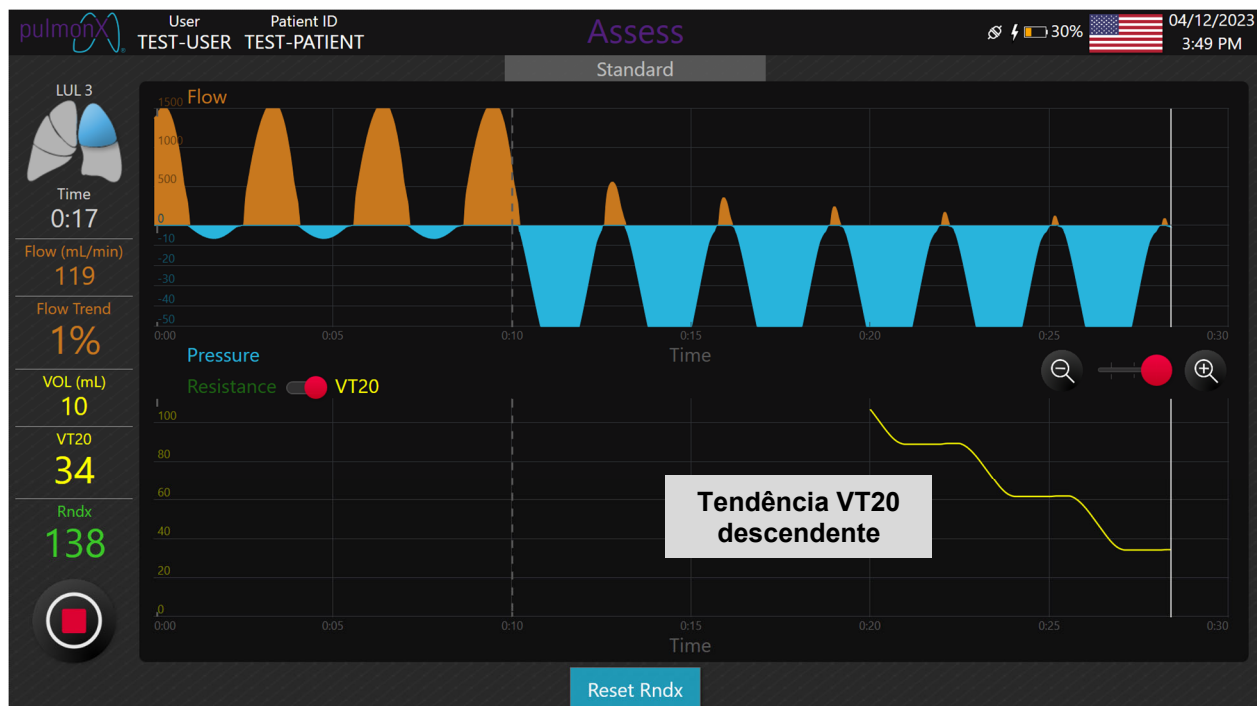 pulmonX
User
TEST-USER
Patient ID
TEST-PATIENT
Assess
30%
04/12/2023
3:49 PM
Standard
LUL 3
Time
0:17
Flow (mL/min)
119
Flow Trend
1%
VOL (mL)
10
VT20
34
Rndx
138
Flow
1500
1000
500
0
-10
-20
-30
-40
-50
0:00 0:05 0:10 0:15 0:20 0:25 0:30
Time
Pressure
Resistance VT20
100
80
60
40
20
0
Tendência VT20
descendente
0:00 0:05 0:10 0:15 0:20 0:25 0:30
Time
Reset Rndx